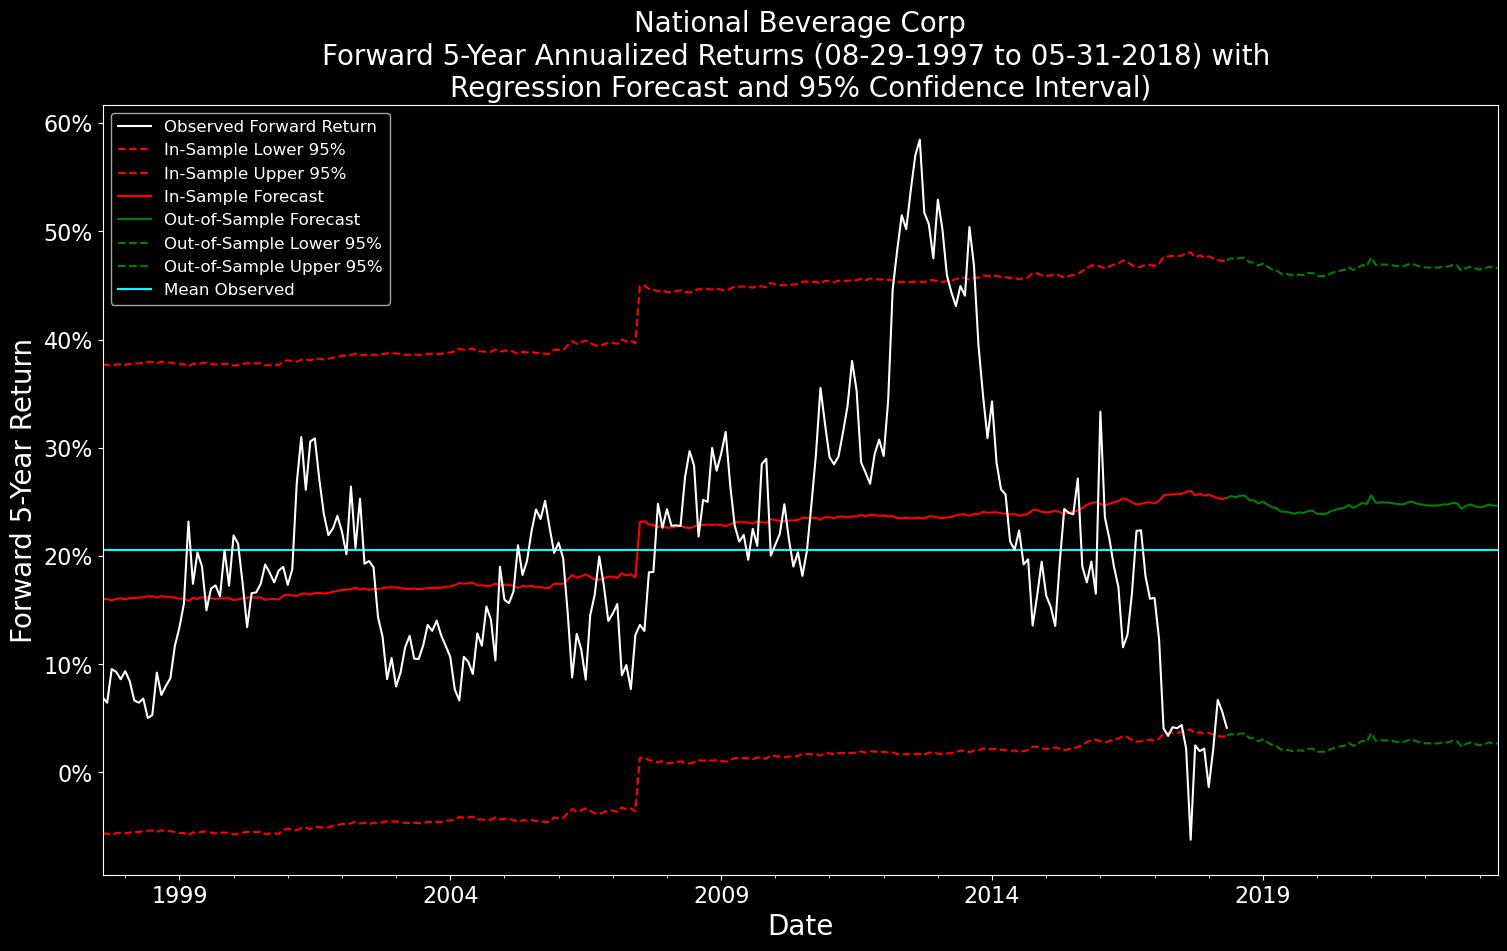 National Beverage Corp
Forward 5-Year Annualized Returns (08-29-1997 to 05-31-2018) with
Regression Forecast and 95% Confidence Interval)
60%
50%
40%
30%
20%
10%
0%
Forward 5-Year Return
Observed Forward Return
In-Sample Lower 95%
In-Sample Upper 95%
In-Sample Forecast
Out-of-Sample Forecast
Out-of-Sample Lower 95%
Out-of-Sample Upper 95%
Mean Observed
1999
2004
2009
2014
2019
Date